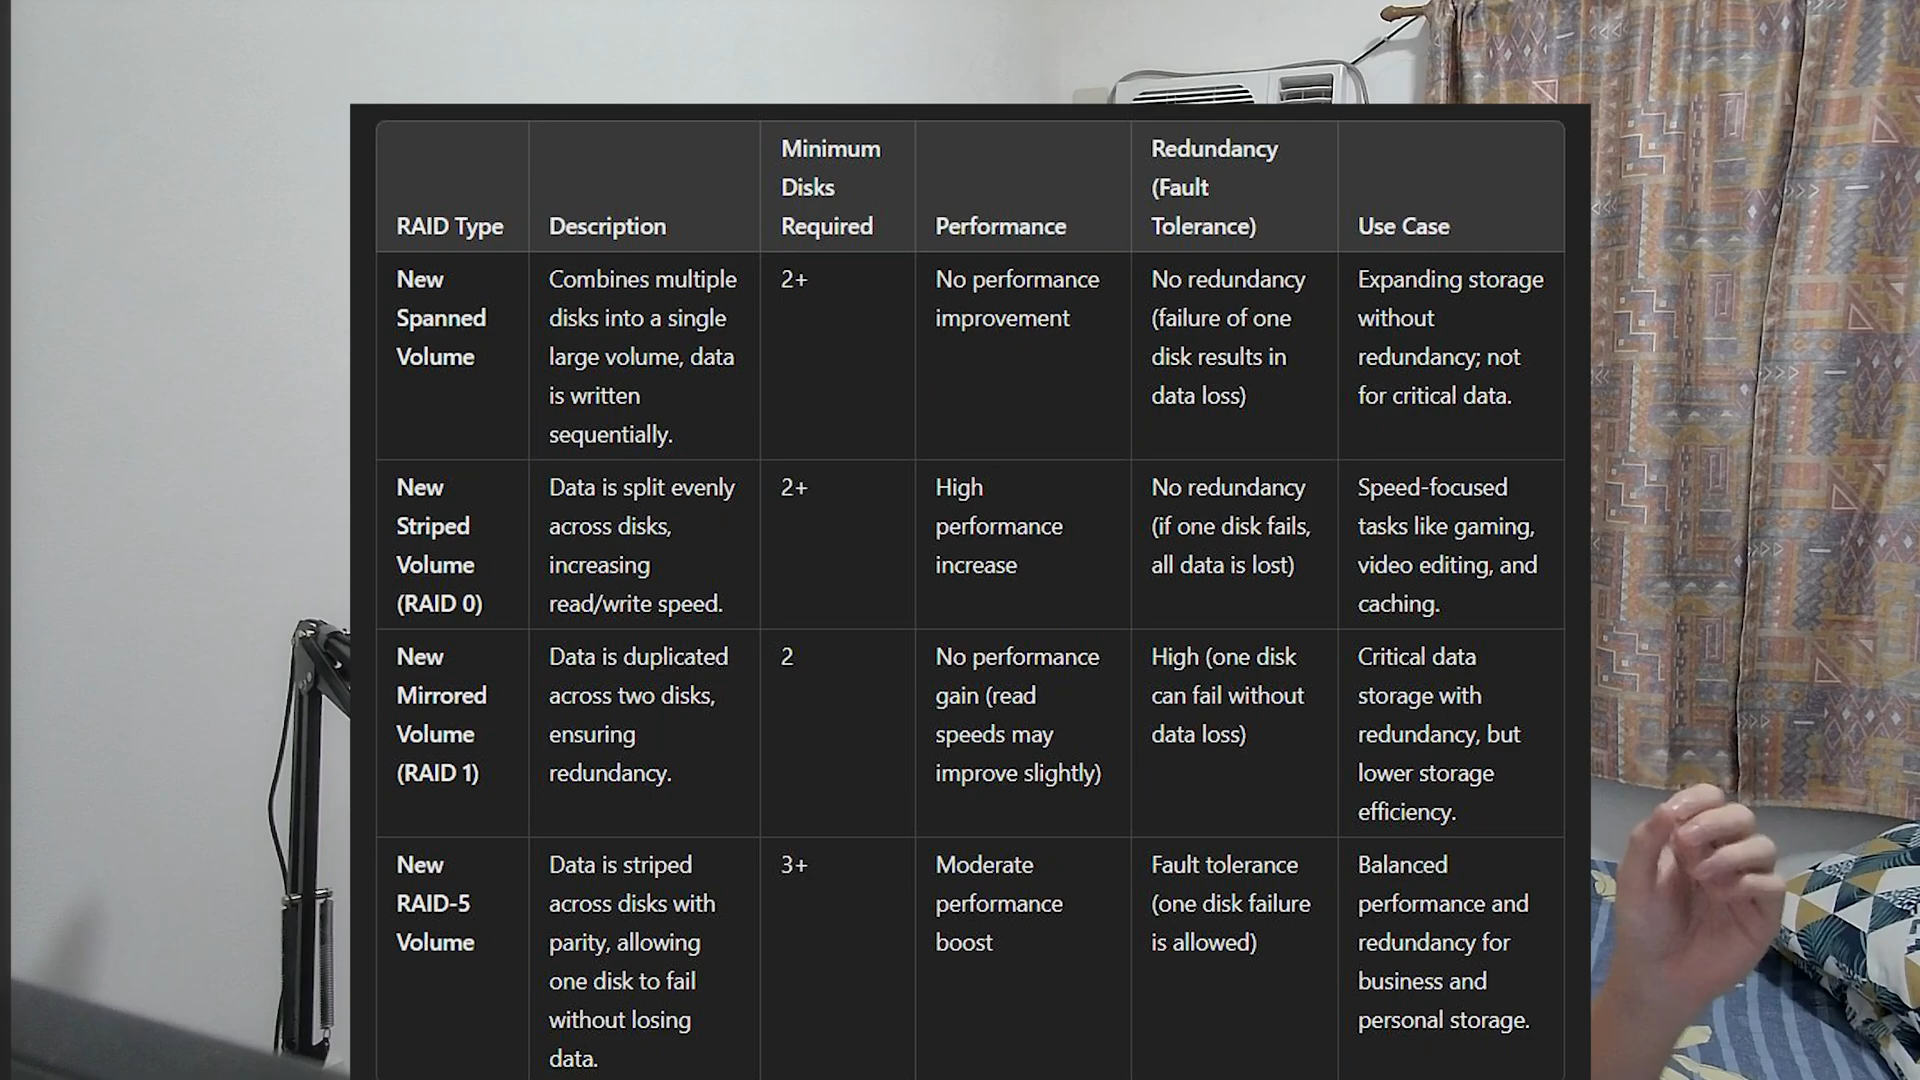 RAID Type
Description
Minimum
Disks
Required
Performance
Redundancy
(Fault
Tolerance)
Use Case
New
Spanned
Volume
Combines multiple
disks into a single
large volume, data
is written
sequentially.
2+
No performance
improvement
No redundancy
(failure of one
disk results in
data loss)
Expanding storage
without
redundancy; not
for critical data.
New
Striped
Volume
(RAID 0)
Data is split evenly
across disks,
increasing
read/write speed.
2+
High
performance
increase
No redundancy
(if one disk fails,
all data is lost)
Speed-focused
tasks like gaming,
video editing, and
caching.
New
Mirrored
Volume
(RAID 1)
Data is duplicated
across two disks,
ensuring
redundancy.
2
No performance
gain (read
speeds may
improve slightly)
High (one disk
can fail without
data loss)
Critical data
storage with
redundancy, but
lower storage
efficiency.
New
RAID-5
Volume
Data is striped
across disks with
parity, allowing
one disk to fail
without losing
data.
3+
Moderate
performance
boost
Fault tolerance
(one disk failure
is allowed)
Balanced
performance and
redundancy for
business and
personal storage.